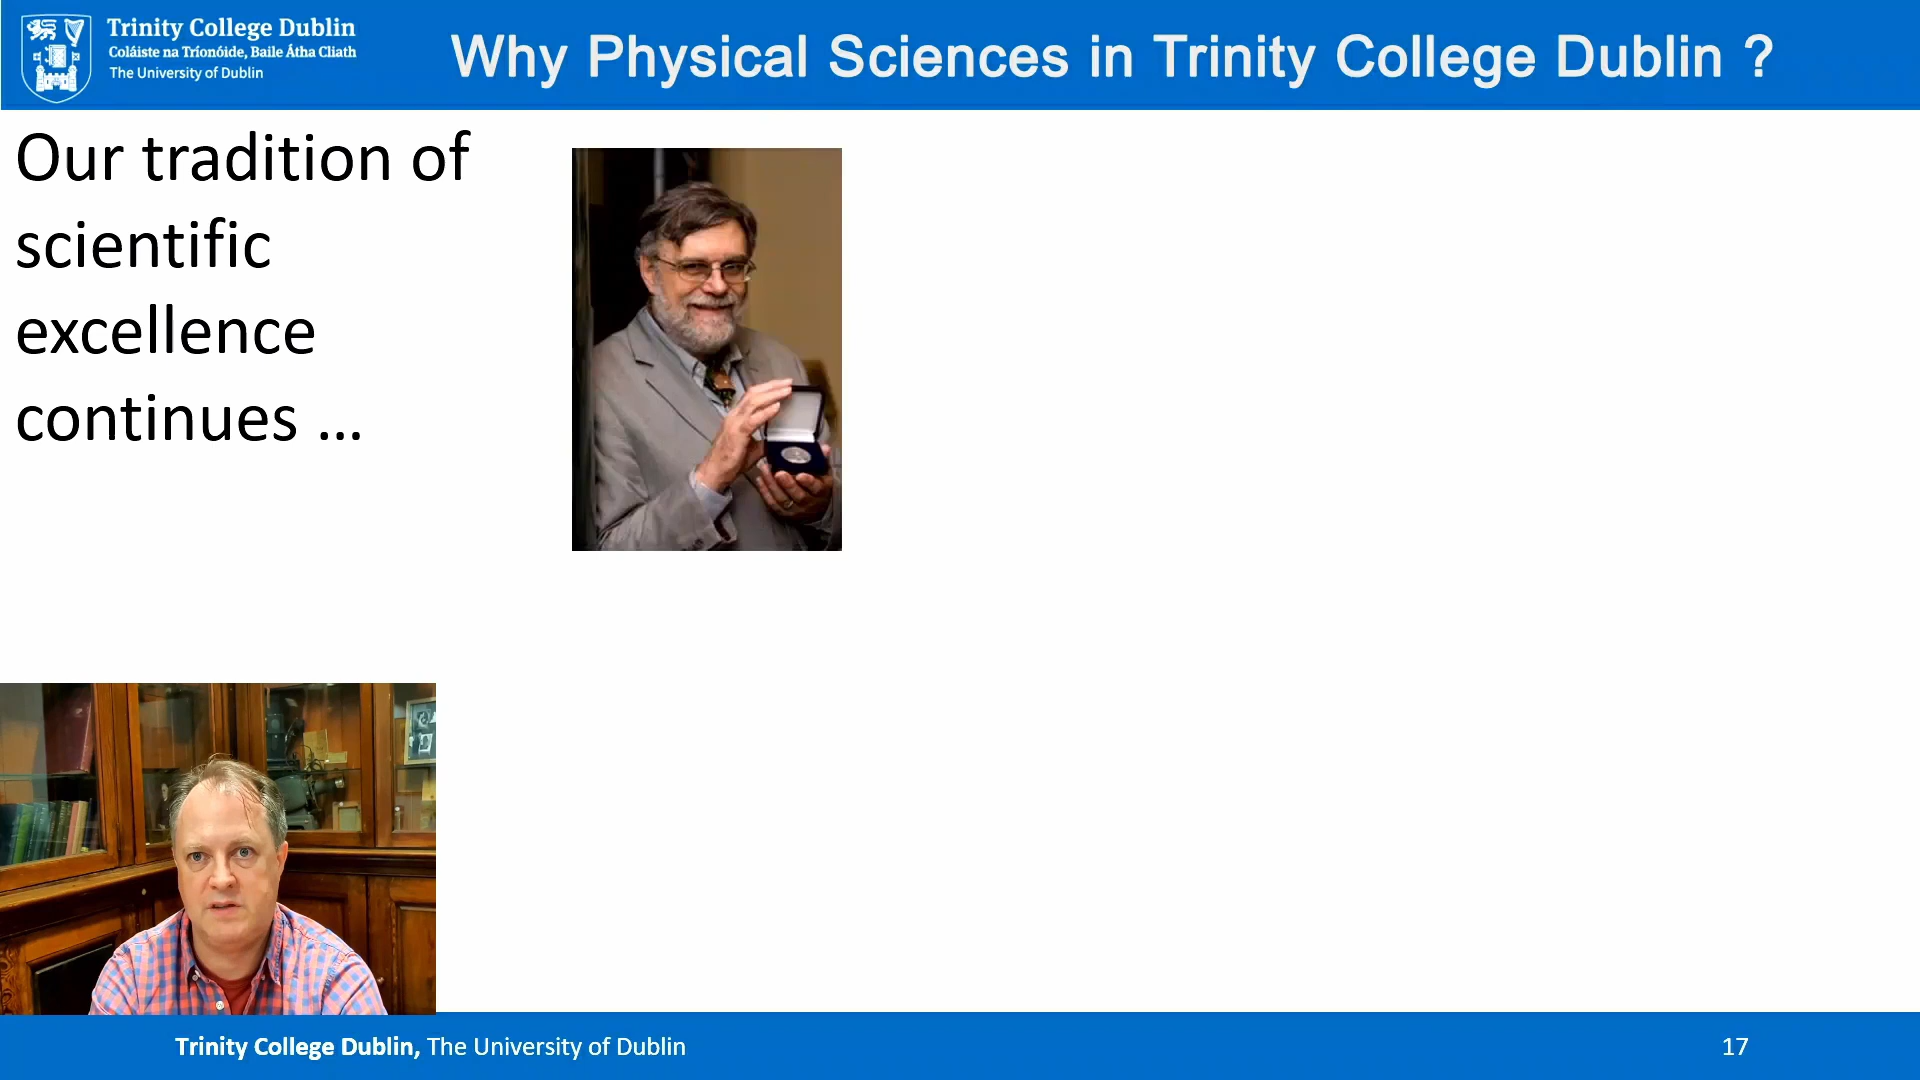 Trinity College Dublin
Coláiste na Tríonóide, Baile Átha Cliath
The University of Dublin
Why Physical Sciences in Trinity College Dublin ?
Our tradition of
scientific
excellence
continues ...
Trinity College Dublin, The University of Dublin
17